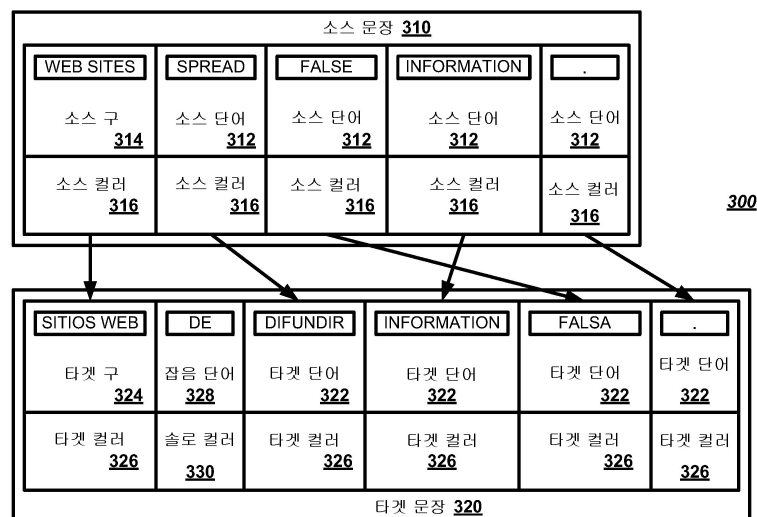 소스 문장 310
WEB SITES SPREAD FALSE INFORMATION .
소스 구 소스 단어 소스 단어 소스 단어 소스 단어
314 312 312 312 312
소스 컬러 소스 컬러 소스 컬러 소스 컬러 소스 컬러
316 316 316 316 316
300
SITIOS WEB DE DIFUNDIR INFORMATION FALSA .
타겟 구 잡음 단어 타겟 단어 타겟 단어 타겟 단어 타겟 단어
324 328 322 322 322 322
타겟 컬러 솔로 컬러 타겟 컬러 타겟 컬러 타겟 컬러 타겟 컬러
326 330 326 326 326 326
타겟 문장 320